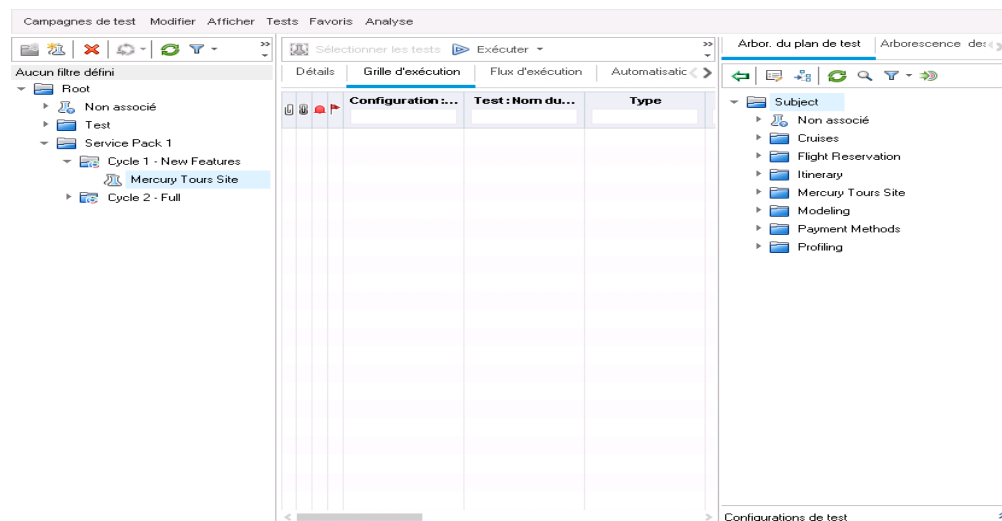 Campagnes de test Modifier Afficher Tests Favoris Analyse
Sélectionner les tests Exécuter
Aucun filtre défini
Root
Non associé
Test
Service Pack 1
Cycle 1 - New Features
Mercury Tours Site
Cycle 2 - Full
Détails Grille d'exécution Flux d'exécution Automatisatic
Configuration :... Test : Nom du... Type
Arbor. du plan de test Arborescence de:
Subject
Non associé
Cruises
Flight Reservation
Itinerary
Mercury Tours Site
Modeling
Payment Methods
Profiling
Configurations de test